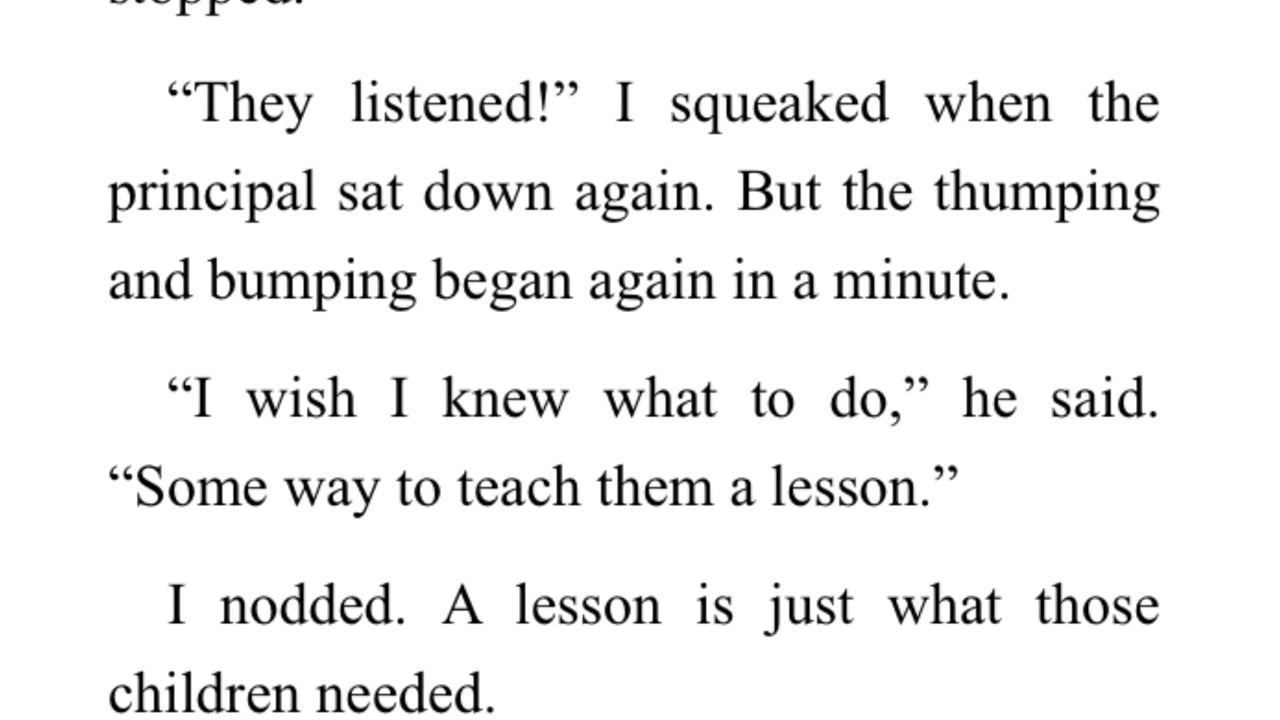 stopped.
“They listened!” I squeaked when the
principal sat down again. But the thumping
and bumping began again in a minute.
“I wish I knew what to do,” he said.
“Some way to teach them a lesson.”
I nodded. A lesson is just what those
children needed.